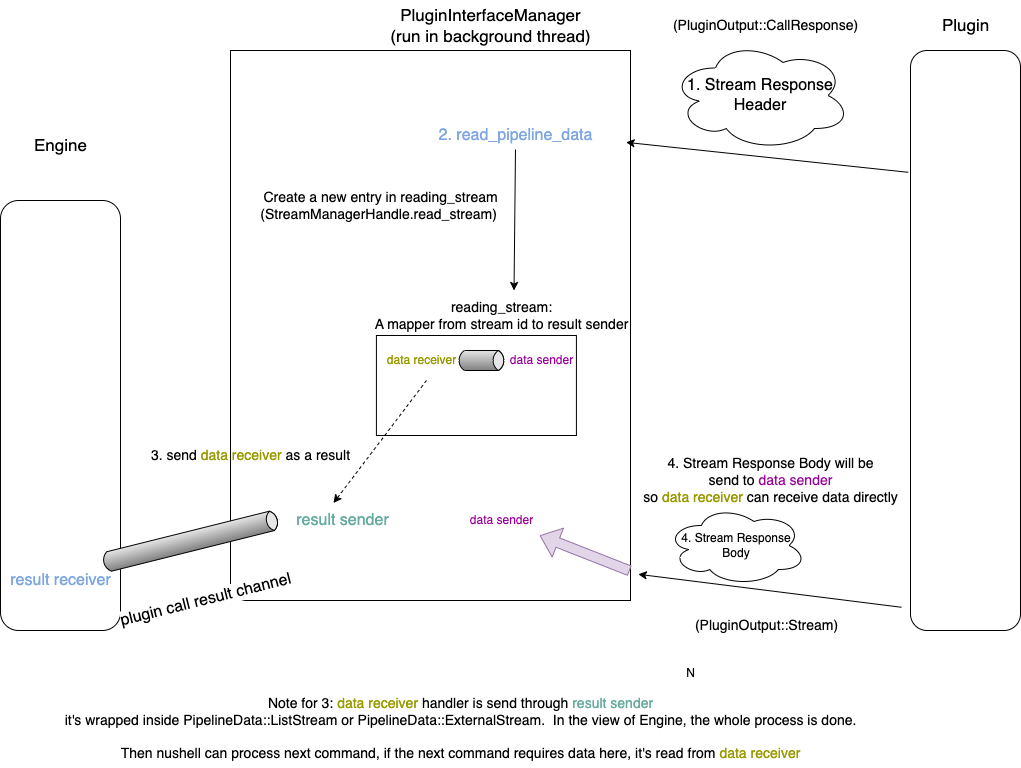 PluginInterfaceManager
(run in background thread)
(PluginOutput::CallResponse)
Plugin
1. Stream Response
Header
2. read_pipeline_data
Engine
Create a new entry in reading_stream
(StreamManagerHandle.read_stream)
reading_stream:
A mapper from stream id to result sender
data receiver
data sender
3. send data receiver as a result
4. Stream Response Body will be
send to data sender
so data receiver can receive data directly
result sender
data sender
4. Stream Response
Body
result receiver
plugin call result channel
(PluginOutput::Stream)
N
Note for 3: data receiver handler is send through result sender
it's wrapped inside PipelineData::ListStream or PipelineData::ExternalStream. In the view of Engine, the whole process is done.
Then nushell can process next command, if the next command requires data here, it's read from data receiver